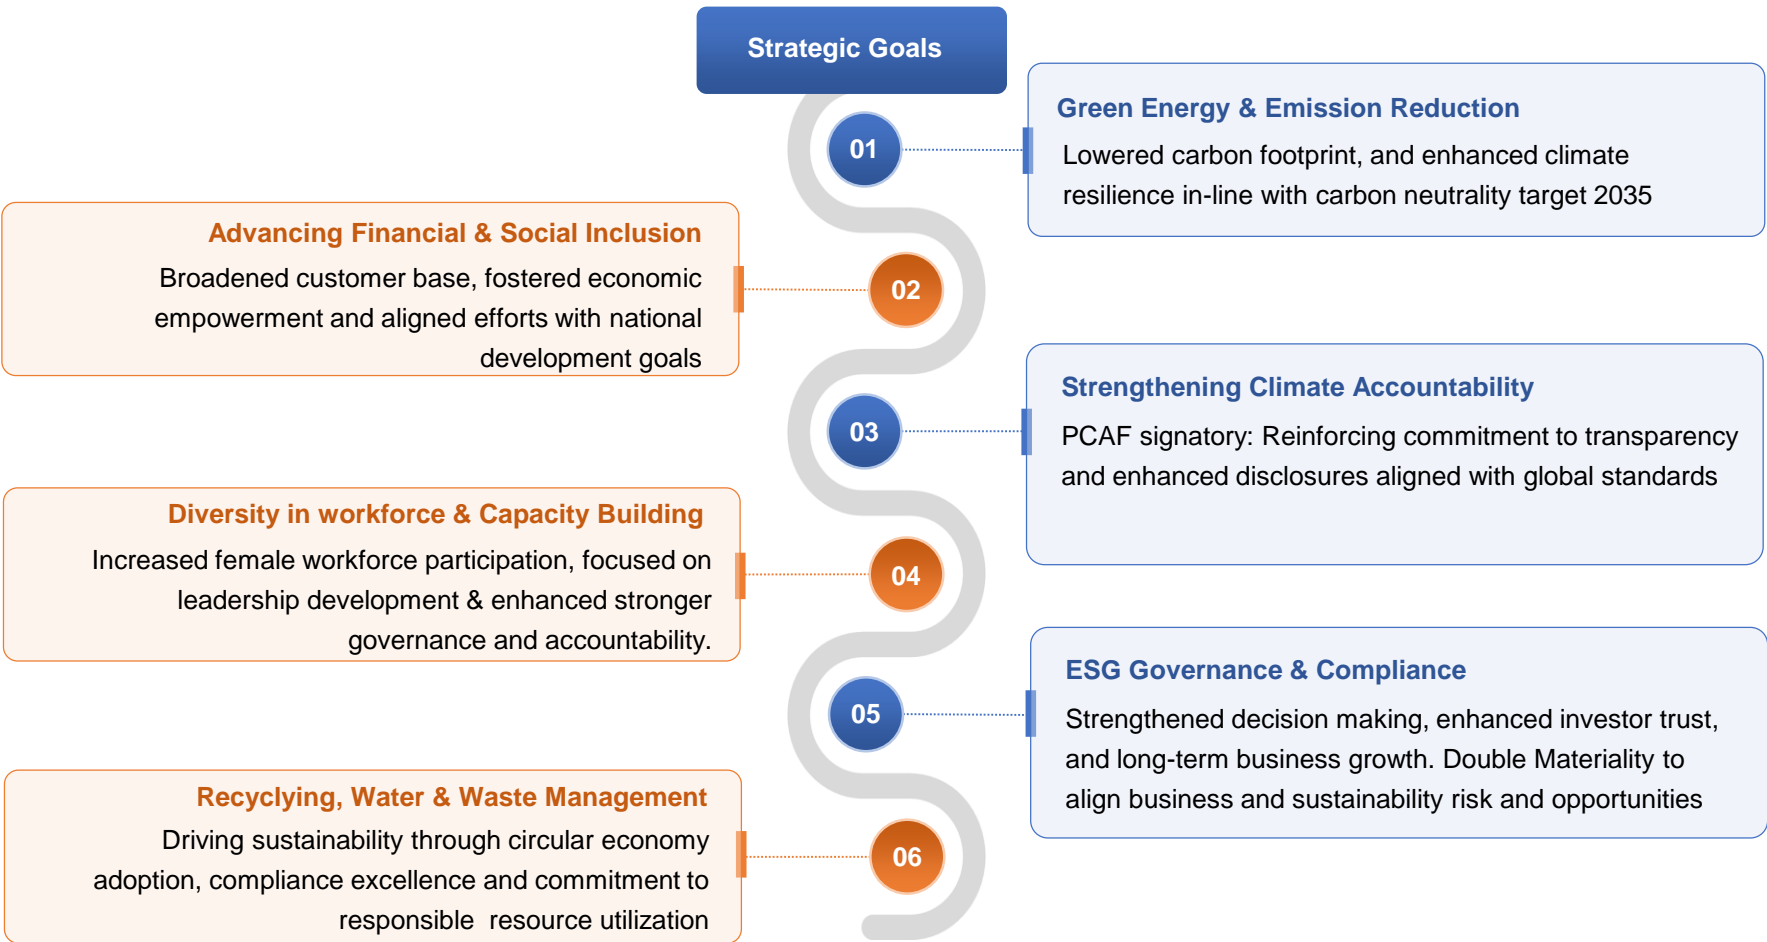 Strategic Goals
01
Green Energy & Emission Reduction
Lowered carbon footprint, and enhanced climate
resilience in-line with carbon neutrality target 2035
Advancing Financial & Social Inclusion
Broadened customer base, fostered economic
empowerment and aligned efforts with national
development goals
02
03
Strengthening Climate Accountability
PCAF signatory: Reinforcing commitment to transparency
and enhanced disclosures aligned with global standards
Diversity in workforce & Capacity Building
Increased female workforce participation, focused on
leadership development & enhanced stronger
governance and accountability.
04
05
ESG Governance & Compliance
Strengthened decision making, enhanced investor trust,
and long-term business growth. Double Materiality to
align business and sustainability risk and opportunities
Recyclying, Water & Waste Management
Driving sustainability through circular economy
adoption, compliance excellence and commitment to
responsible  resource utilization
06